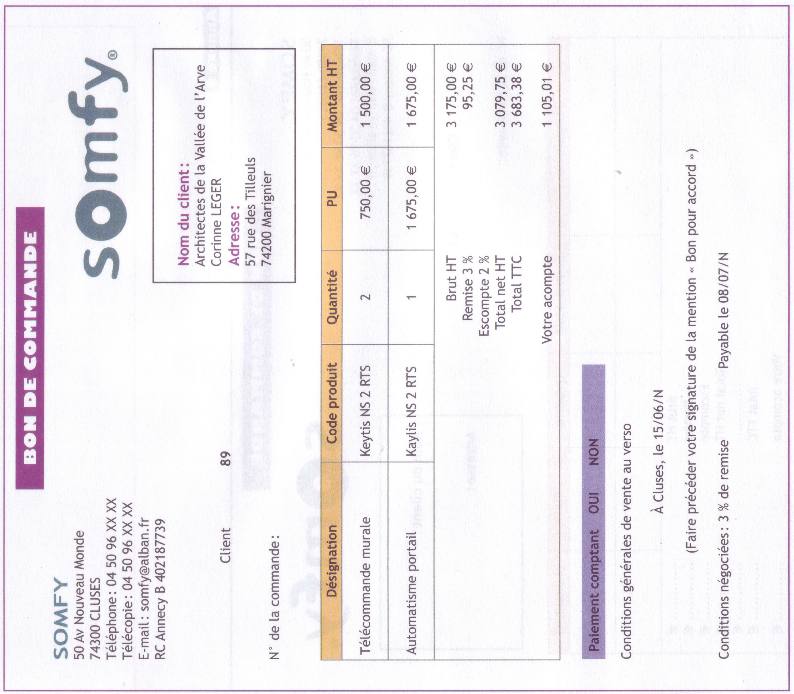 BON DE COMMANDE
SOMFY
50 Av Nouveau Monde
74300 CLUSES
Téléphone : 04 50 96 XX XX
Télécopie : 04 50 96 XX XX
E-mail : somfy@alban.fr
RC Annecy B 402187739
somfy®
Nom du client :
Architectes de la Vallée de l'Arve
Corinne LEGER
Adresse :
57 rue des Tilleuls
74200 Marignier
Client 89
N° de la commande :
Désignation Code produit Quantité PU Montant HT
Télécommande murale Keytis NS 2 RTS 2 750,00 € 1 500,00 €
Automatisme portail Kaylis NS 2 RTS 1 1 675,00 € 1 675,00 €
Brut HT 3 175,00 €
Remise 3 % 95,25 €
Escompte 2 %
Total net HT 3 079,75 €
Total TTC 3 683,38 €
Votre acompte 1 105,01 €
Paiement comptant OUI NON
Conditions générales de vente au verso
À Cluses, le 15/06/N
(Faire précéder votre signature de la mention « Bon pour accord »)
Conditions négociées : 3 % de remise Payable le 08/07/N